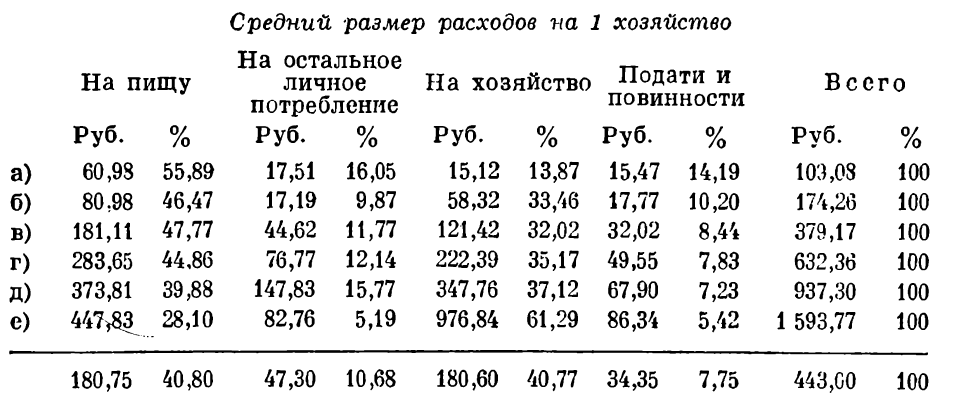 Средний размер расходов на 1 хозяйство
На пищу На остальное личное потребление На хозяйство Подати и повинности Всего
Руб. % Руб. % Руб. % Руб. % Руб. %
а) 60,98 55,89 17,51 16,05 15,12 13,87 15,47 14,19 103,08 100
б) 80,98 46,47 17,19 9,87 58,32 33,46 17,77 10,20 174,26 100
в) 181,11 47,77 44,62 11,77 121,42 32,02 32,02 8,44 379,17 100
г) 283,65 44,86 76,77 12,14 222,39 35,17 49,55 7,83 632,36 100
д) 373,81 39,88 147,83 15,77 347,76 37,12 67,90 7,23 937,30 100
е) 447,83 28,10 82,76 5,19 976,84 61,29 86,34 5,42 1 593,77 100
180,75 40,80 47,30 10,68 180,60 40,77 34,35 7,75 443,00 100